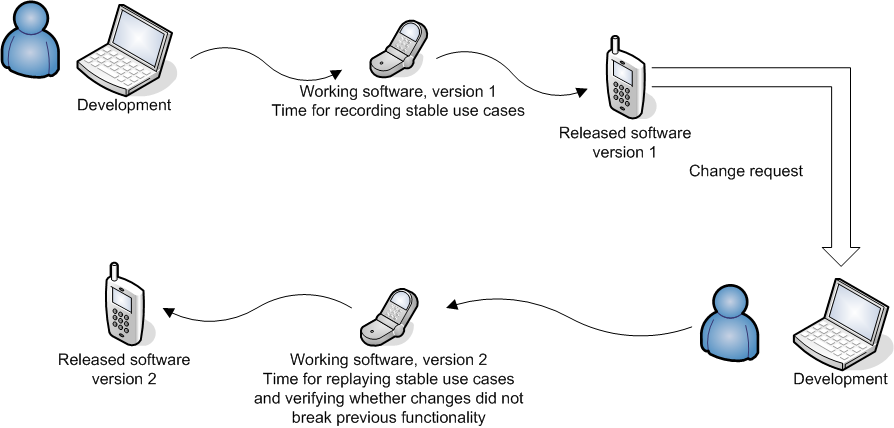 Development
Working software, version 1
Time for recording stable use cases
Released software
version 1
Change request
Development
Working software, version 2
Time for replaying stable use cases
and verifying whether changes did not
break previous functionality
Released software
version 2